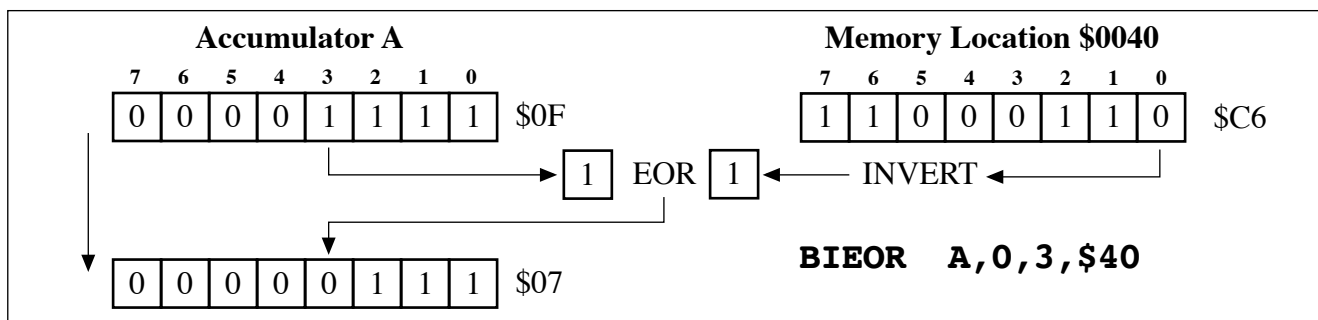 Accumulator A
Memory Location $0040
7 6 5 4 3 2 1 0
7 6 5 4 3 2 1 0
0 0 0 0 1 1 1 1 $0F
1 1 0 0 0 1 1 0 $C6
1 EOR 1 INVERT
BIEOR A,0,3,$40
0 0 0 0 0 1 1 1 $07